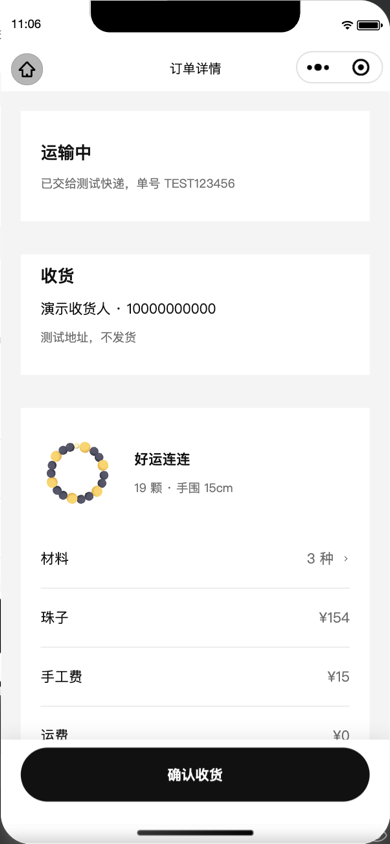 11:06
订单详情
运输中
已交给测试快递，单号 TEST123456
收货
演示收货人 · 10000000000
测试地址，不发货
好运连连
19 颗 · 手围 15cm
材料 3 种 ›
珠子 ¥154
手工费 ¥15
运费 ¥0
确认收货